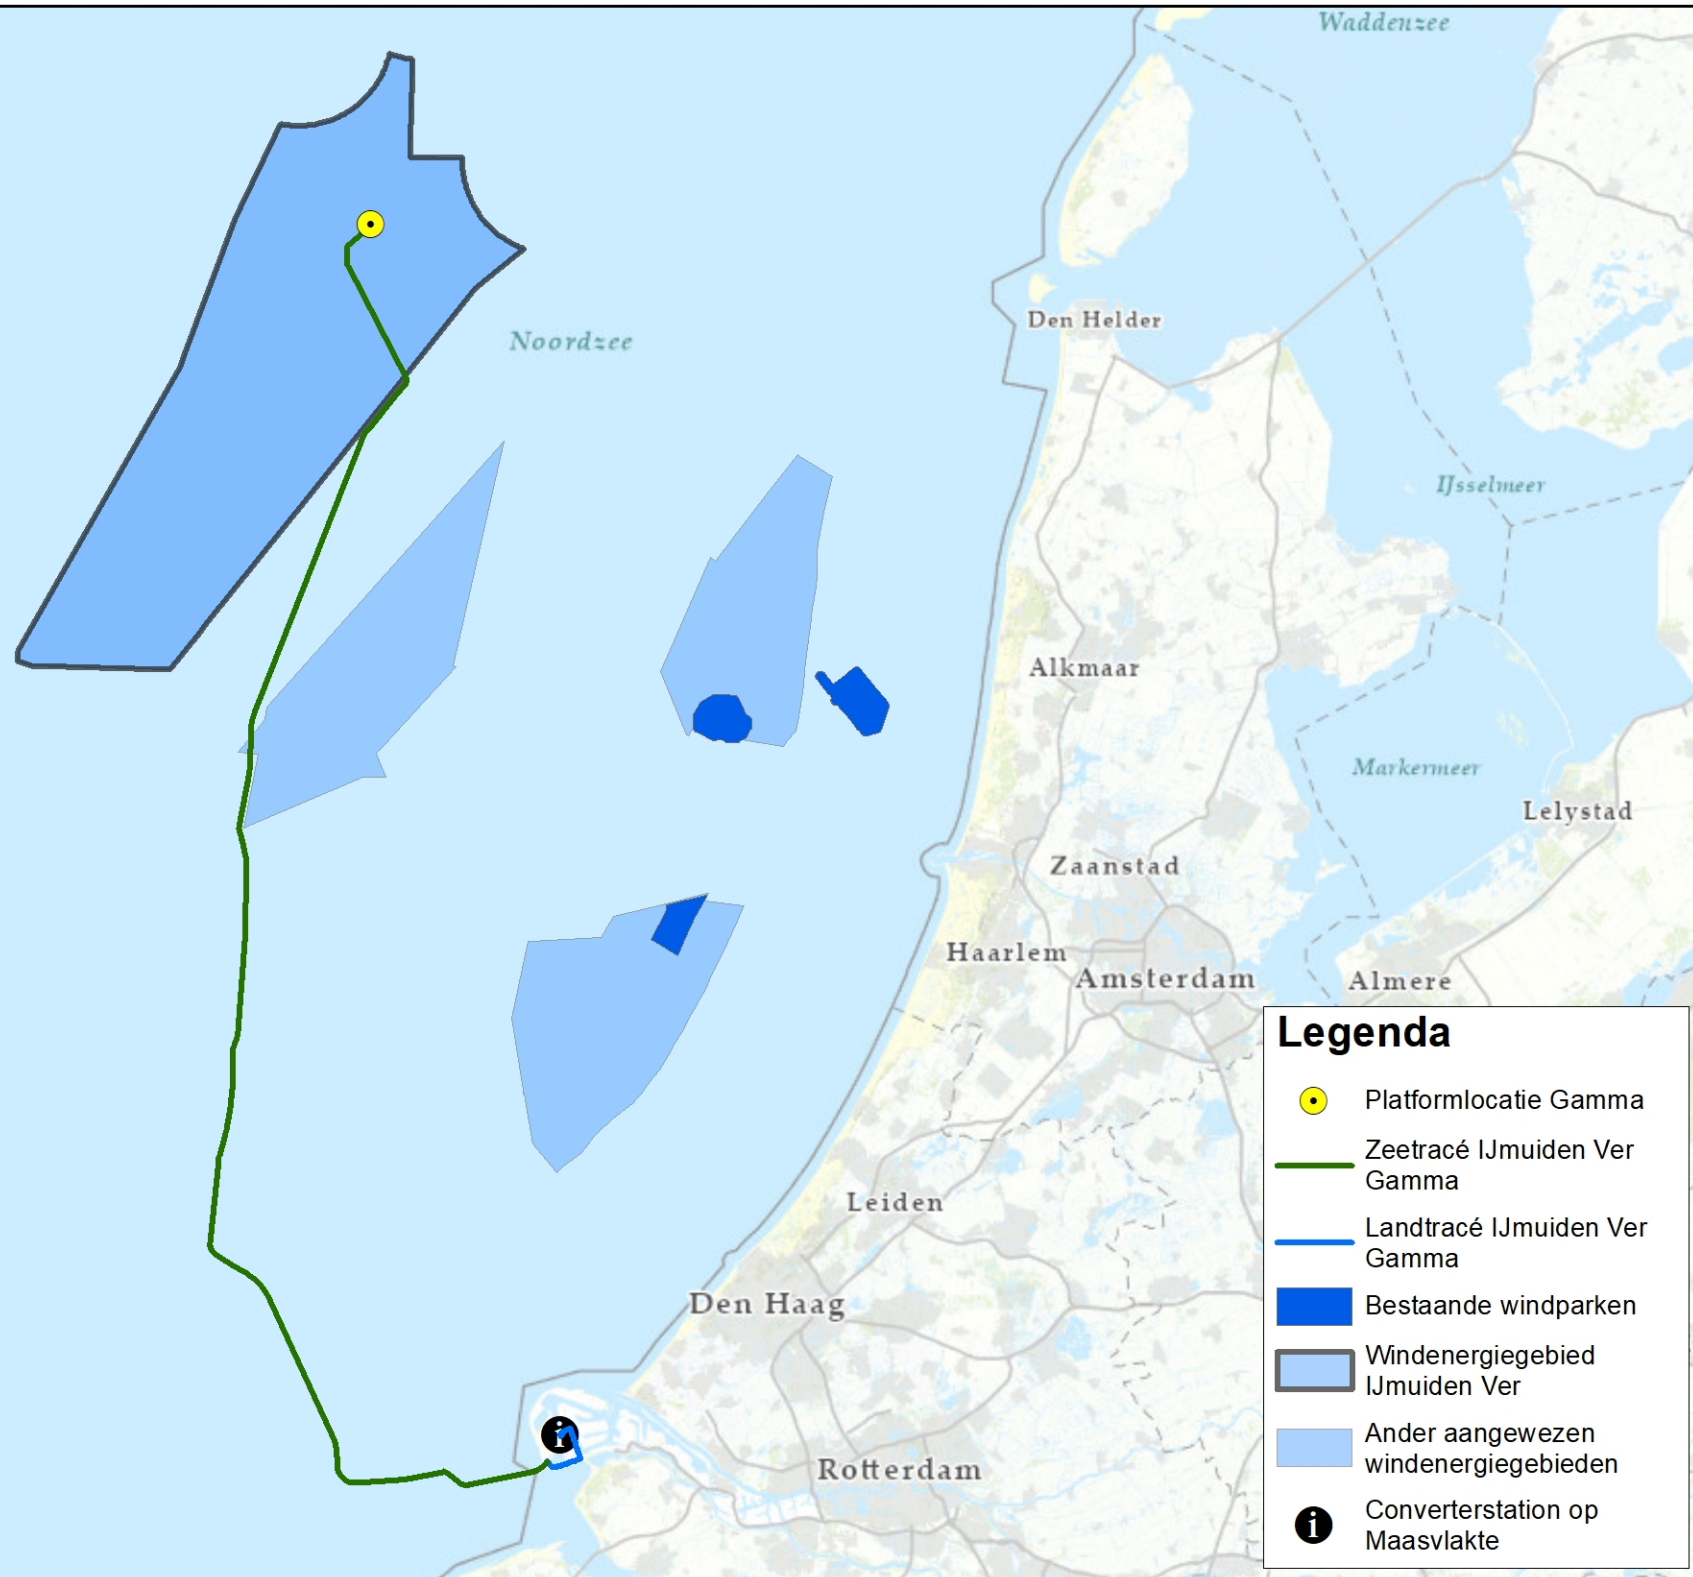 Waddenzee
Noordzee
Den Helder
IJsselmeer
Alkmaar
Markermeer
Lelystad
Zaanstad
Haarlem
Amsterdam
Almere
Leiden
Den Haag
Rotterdam
i
Legenda
Platformlocatie Gamma
Zeetracé IJmuiden Ver
Gamma
Landtracé IJmuiden Ver
Gamma
Bestaande windparken
Windenergiegebied
IJmuiden Ver
Ander aangewezen
windenergiegebieden
i
Converterstation op
Maasvlakte